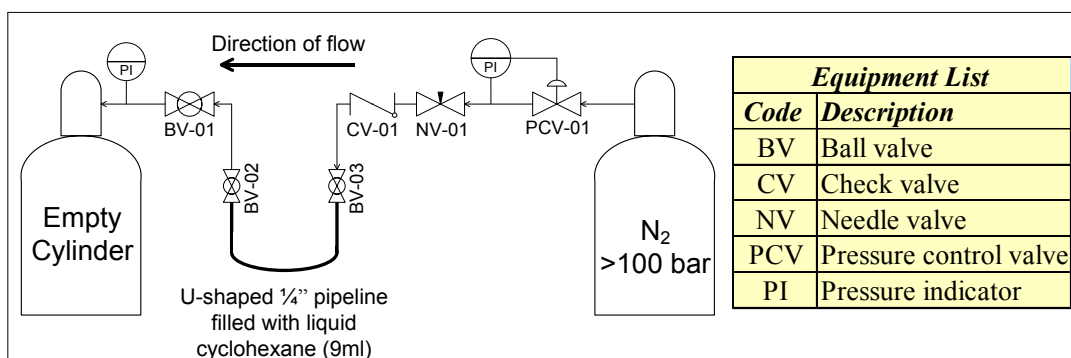 Direction of flow
PI
PI
BV-01
CV-01
NV-01
PCV-01
BV-02
BV-03
Empty
Cylinder
N₂
>100 bar
U-shaped ¼” pipeline
filled with liquid
cyclohexane (9ml)
Equipment List
Code Description
BV Ball valve
CV Check valve
NV Needle valve
PCV Pressure control valve
PI Pressure indicator